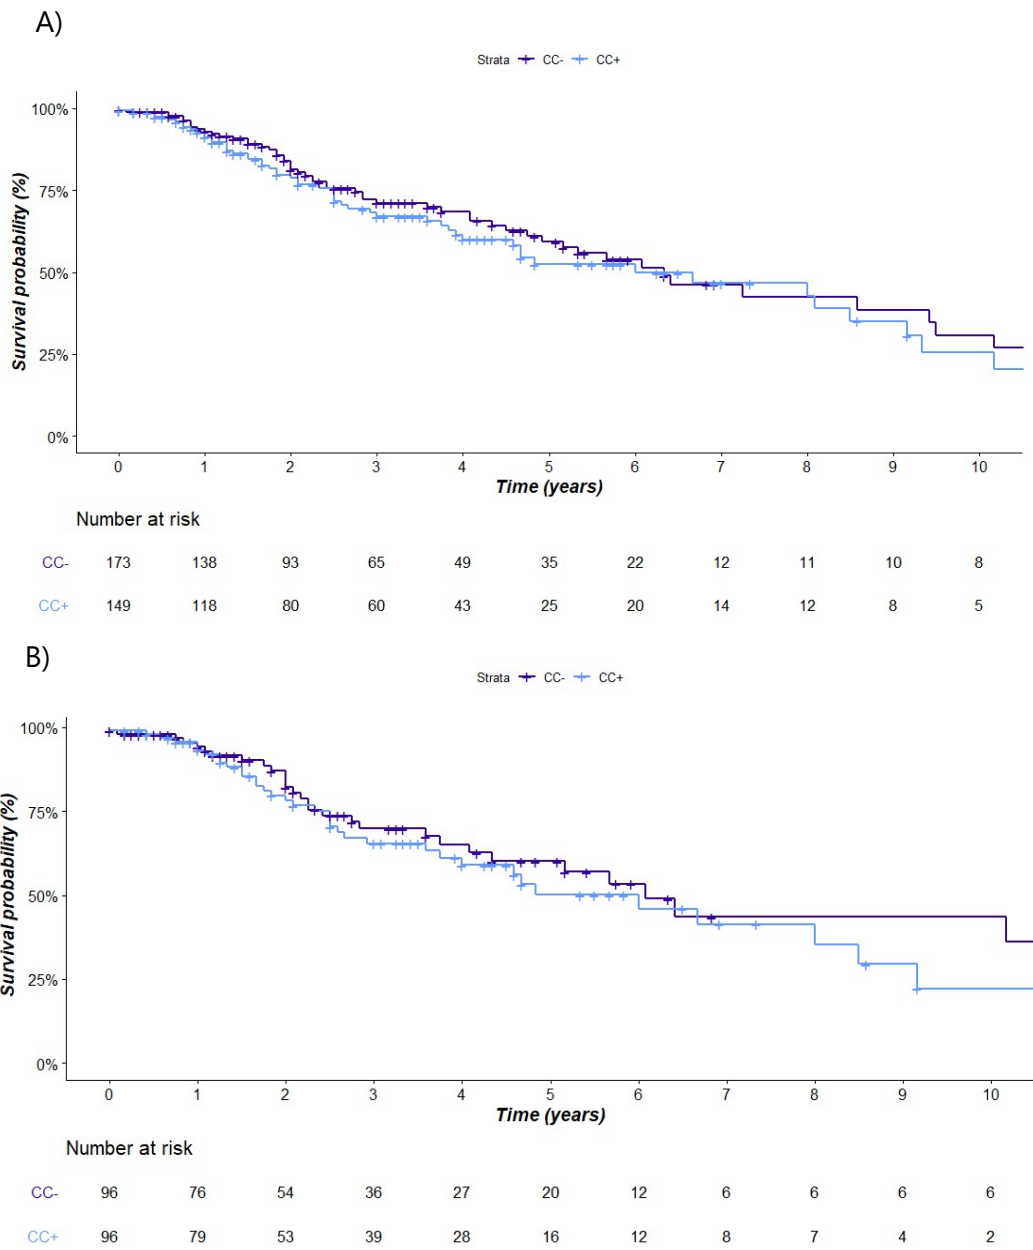 A)
Strata CC- CC+
100%
75%
50%
25%
0%
Survival probability (%)
0 1 2 3 4 5 6 7 8 9 10
Time (years)
Number at risk
CC- 173 138 93 65 49 35 22 12 11 10 8
CC+ 149 118 80 60 43 25 20 14 12 8 5
B)
Strata CC- CC+
100%
75%
50%
25%
0%
Survival probability (%)
0 1 2 3 4 5 6 7 8 9 10
Time (years)
Number at risk
CC- 96 76 54 36 27 20 12 6 6 6 6
CC+ 96 79 53 39 28 16 12 8 7 4 2